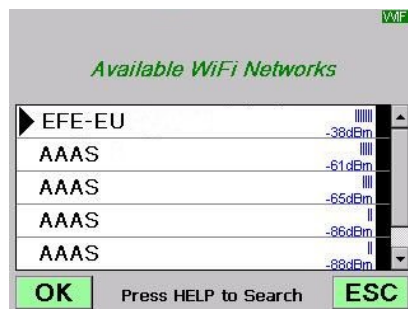 WiFi
Available WiFi Networks
EFE-EU
-38dBm
AAAS
-61dBm
AAAS
-65dBm
AAAS
-86dBm
AAAS
-88dBm
OK Press HELP to Search ESC